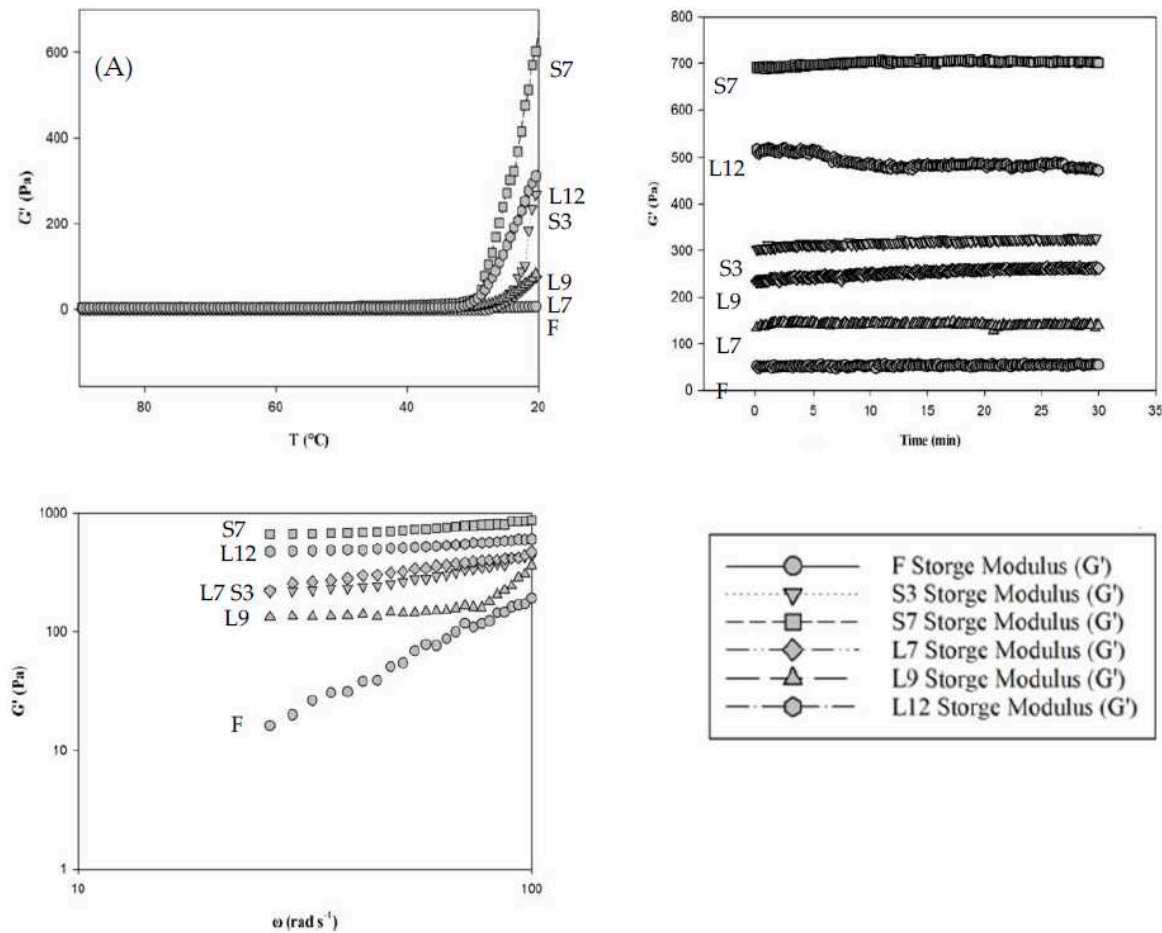 (A)
600
400
200
0
G' (Pa)
S7
L12
S3
L9
L7
F
80 60 40 20
T (°C)
800
700
600
500
400
300
200
100
0
G' (Pa)
S7
L12
S3
L9
L7
F
0 5 10 15 20 25 30 35
Time (min)
1000
100
10
1
G' (Pa)
S7
L12
L7 S3
L9
F
10 100
ω (rad s⁻¹)
F Storge Modulus (G')
S3 Storge Modulus (G')
S7 Storge Modulus (G')
L7 Storge Modulus (G')
L9 Storge Modulus (G')
L12 Storge Modulus (G')